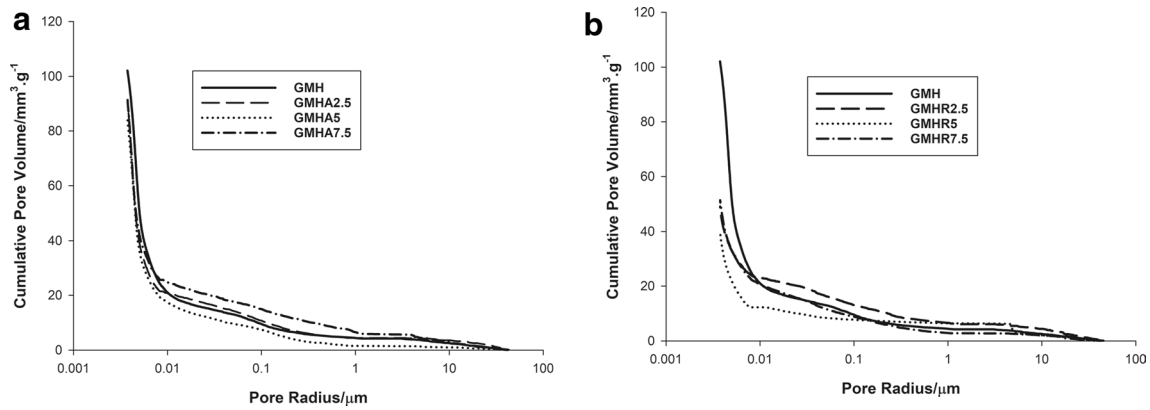 a
120
100
80
60
40
20
0
Cumulative Pore Volume/mm³.g⁻¹
GMH
GMHA2.5
GMHA5
GMHA7.5
0.001
0.01
0.1
1
10
100
Pore Radius/μm
b
120
100
80
60
40
20
0
Cumulative Pore Volume/mm³.g⁻¹
GMH
GMHR2.5
GMHR5
GMHR7.5
0.001
0.01
0.1
1
10
100
Pore Radius/μm